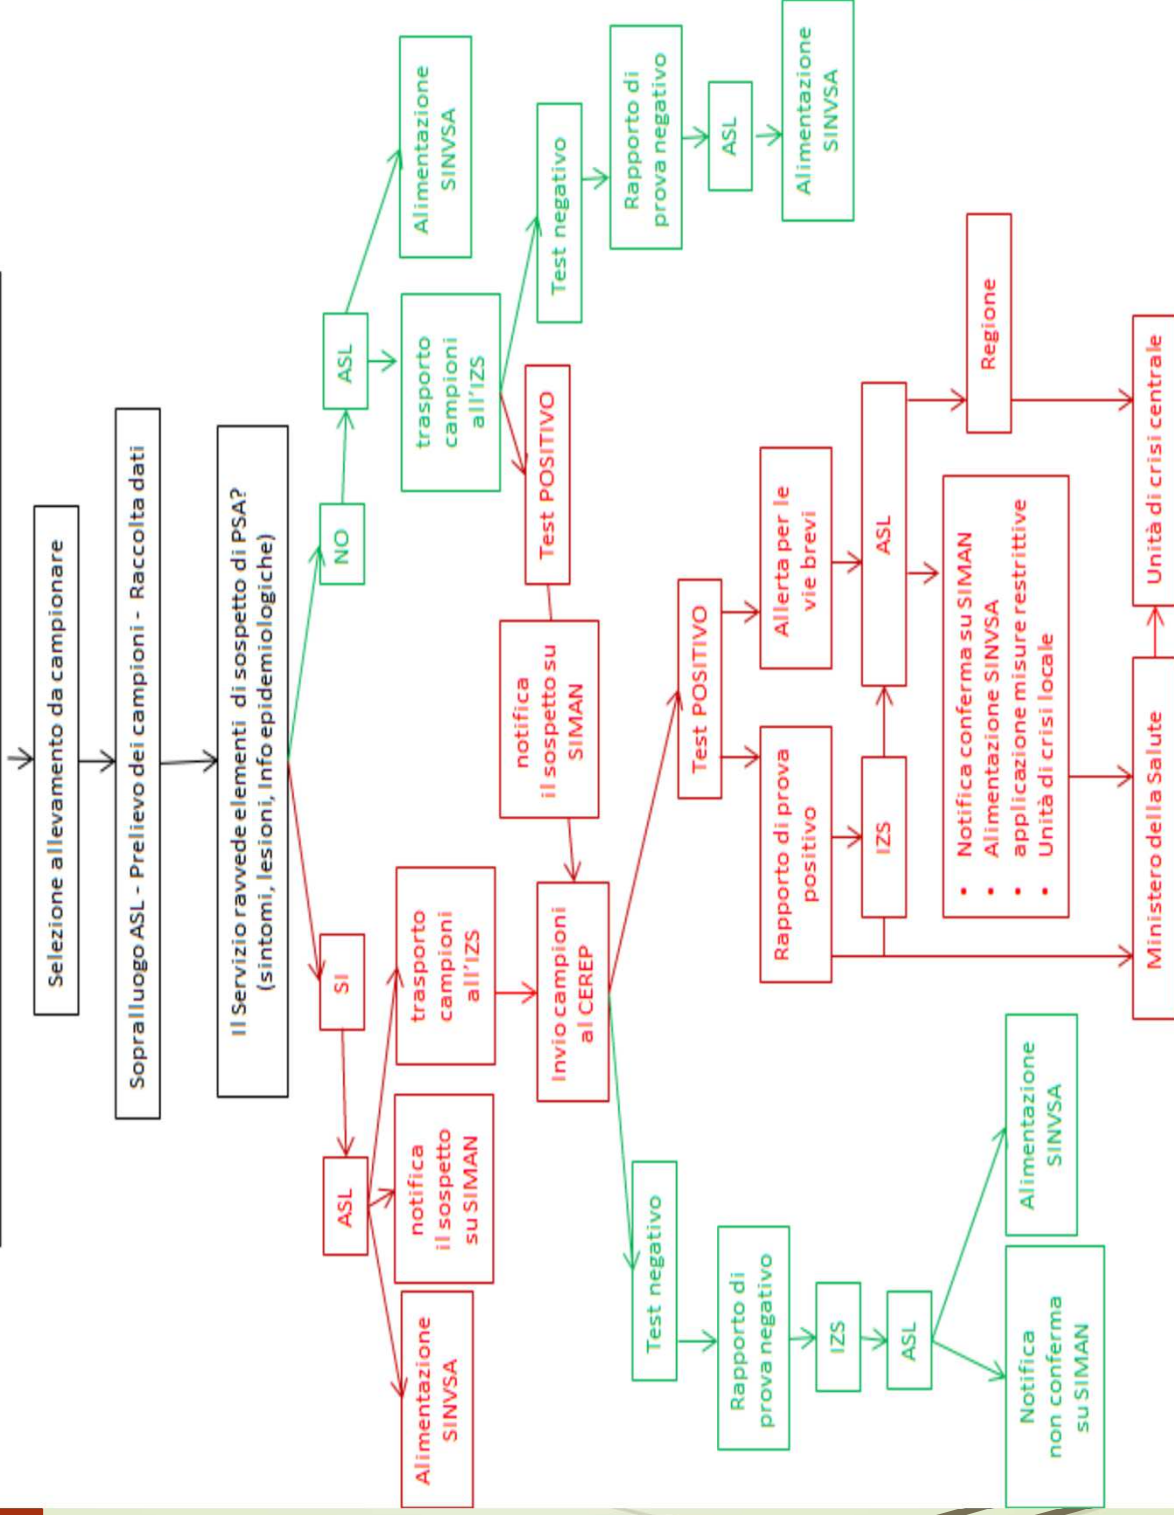 Selezione allevamento da campionare
Sopralluogo ASL - Prelievo dei campioni - Raccolta dati
Il Servizio ravvede elementi di sospetto di PSA?
(sintomi, lesioni, Info epidemiologiche)
SI
NO
ASL
ASL
Alimentazione
SINVSA
notifica
il sospetto
su SIMAN
trasporto
campioni
all'IZS
trasporto
campioni
all'IZS
Alimentazione
SINVSA
Invio campioni
al CEREP
notifica
il sospetto su
SIMAN
Test POSITIVO
Test negativo
Rapporto di
prova negativo
ASL
Alimentazione
SINVSA
Test negativo
Rapporto di
prova negativo
IZS
ASL
Notifica
non conferma
su SIMAN
Alimentazione
SINVSA
Test POSITIVO
Rapporto di prova
positivo
Allerta per le
vie brevi
IZS
ASL
• Notifica conferma su SIMAN
• Alimentazione SINVSA
• applicazione misure restrittive
• Unità di crisi locale
Regione
Ministero della Salute
Unità di crisi centrale